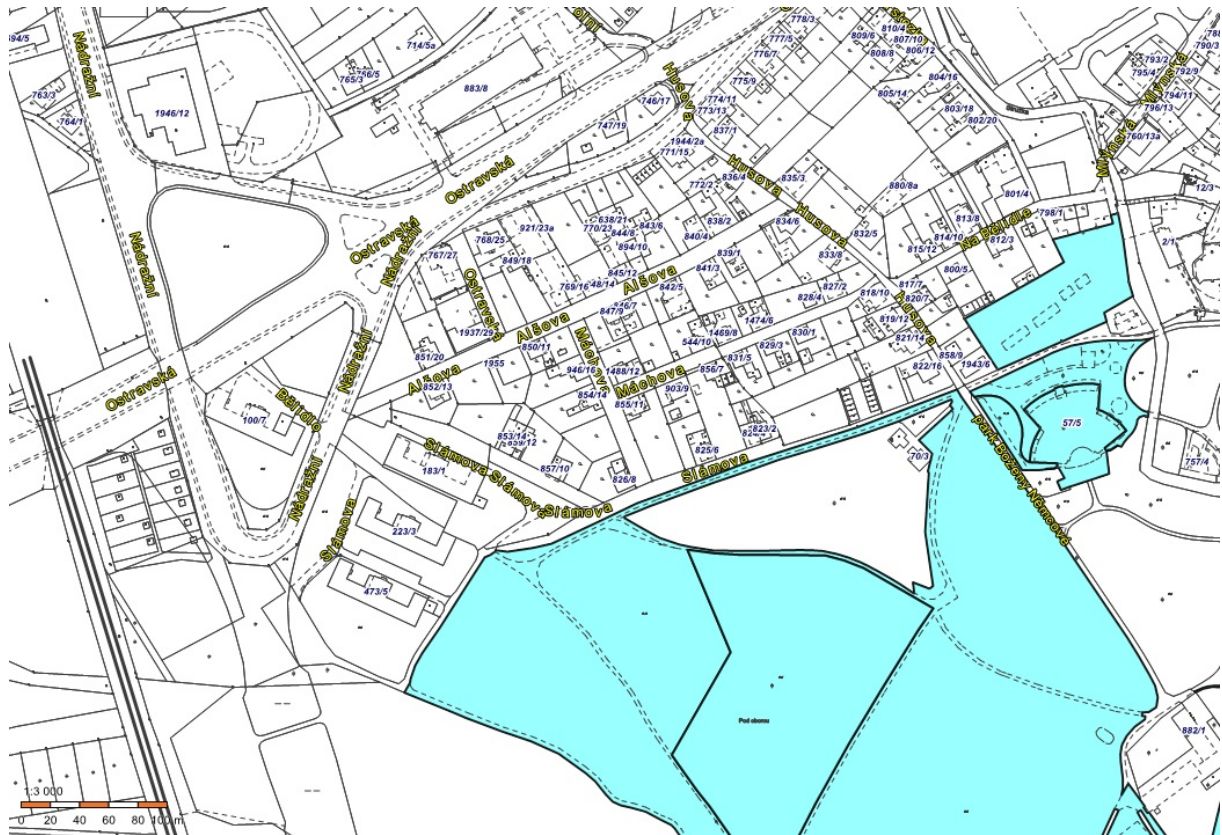 778/3
810/4
809/6
807/10
777/5
808/8
806/12
776/7
714/5a
765/3
883/8
Nádražní
763/3
764/1
1946/12
775/9
804/16
805/14
803/18
802/20
793/2
795/4
792/9
794/11
796/13
Mlýnská
Mlýnská
760/13a
Husova
746/17
774/11
773/13
837/1
747/19
1944/2a
771/15
Ostravská
Husova
836/4
835/3
772/2
880/8a
801/4
12/3
798/1
Ostravská
638/21
921/23a
770/23
843/6
844/8
838/2
834/6
Husova
832/5
813/8
814/10
815/12
812/3
Na Bělidle
2/1
768/25
767/27
Nádražní
849/18
894/10
840/4
839/1
833/8
Nádražní
845/12
Alšova
841/3
800/5
769/16
842/5
827/2
818/10
817/7
820/7
828/4
847/9
Alšova
Husova
819/12
1937/29
1474/6
1469/8
830/1
821/14
544/10
829/3
850/11
Máchova
831/5
858/9
1943/6
822/16
851/20
852/13
1955
Alšova
946/16
1488/12
Máchova
856/7
903/9
854/14
855/11
Ostravská
Nádražní
Bělidlo
100/7
57/5
853/14
823/2
Slámova
Slámova
Slámova
183/1
857/10
825/6
826/8
Slámova
70/3
park Boženy Němcové
757/4
Nádražní
Slámova
223/3
473/5
Pod oborou
882/1
1:3 000
0 20 40 60 80 100 m